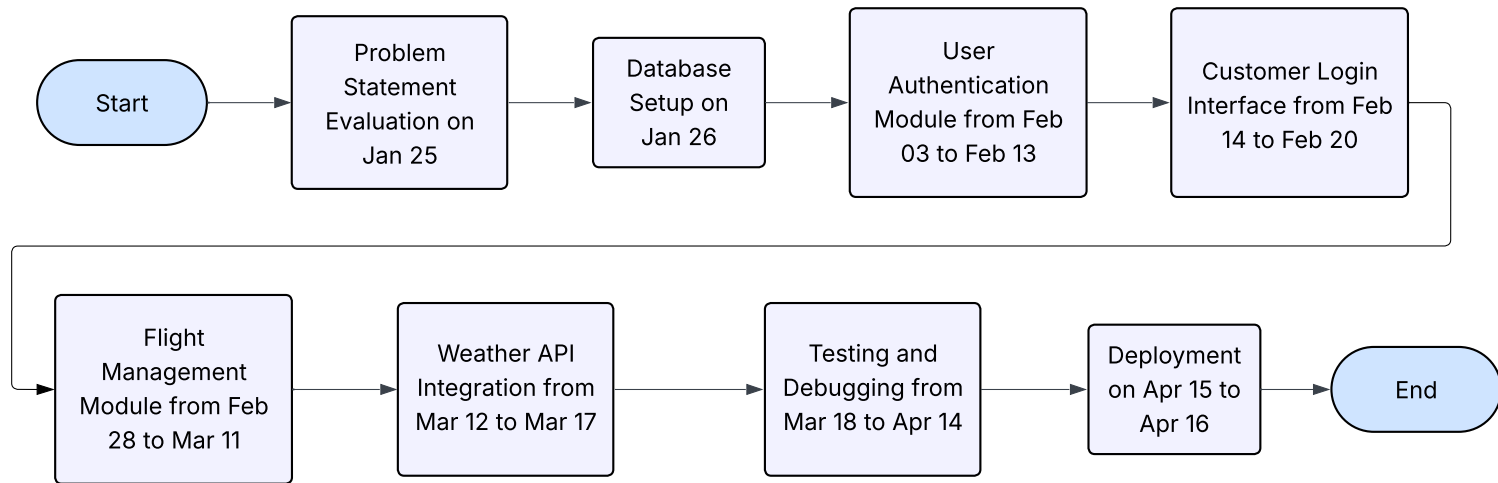 Start
Problem
Statement
Evaluation on
Jan 25
Database
Setup on
Jan 26
User
Authentication
Module from Feb
03 to Feb 13
Customer Login
Interface from Feb
14 to Feb 20
Flight
Management
Module from Feb
28 to Mar 11
Weather API
Integration from
Mar 12 to Mar 17
Testing and
Debugging from
Mar 18 to Apr 14
Deployment
on Apr 15 to
Apr 16
End